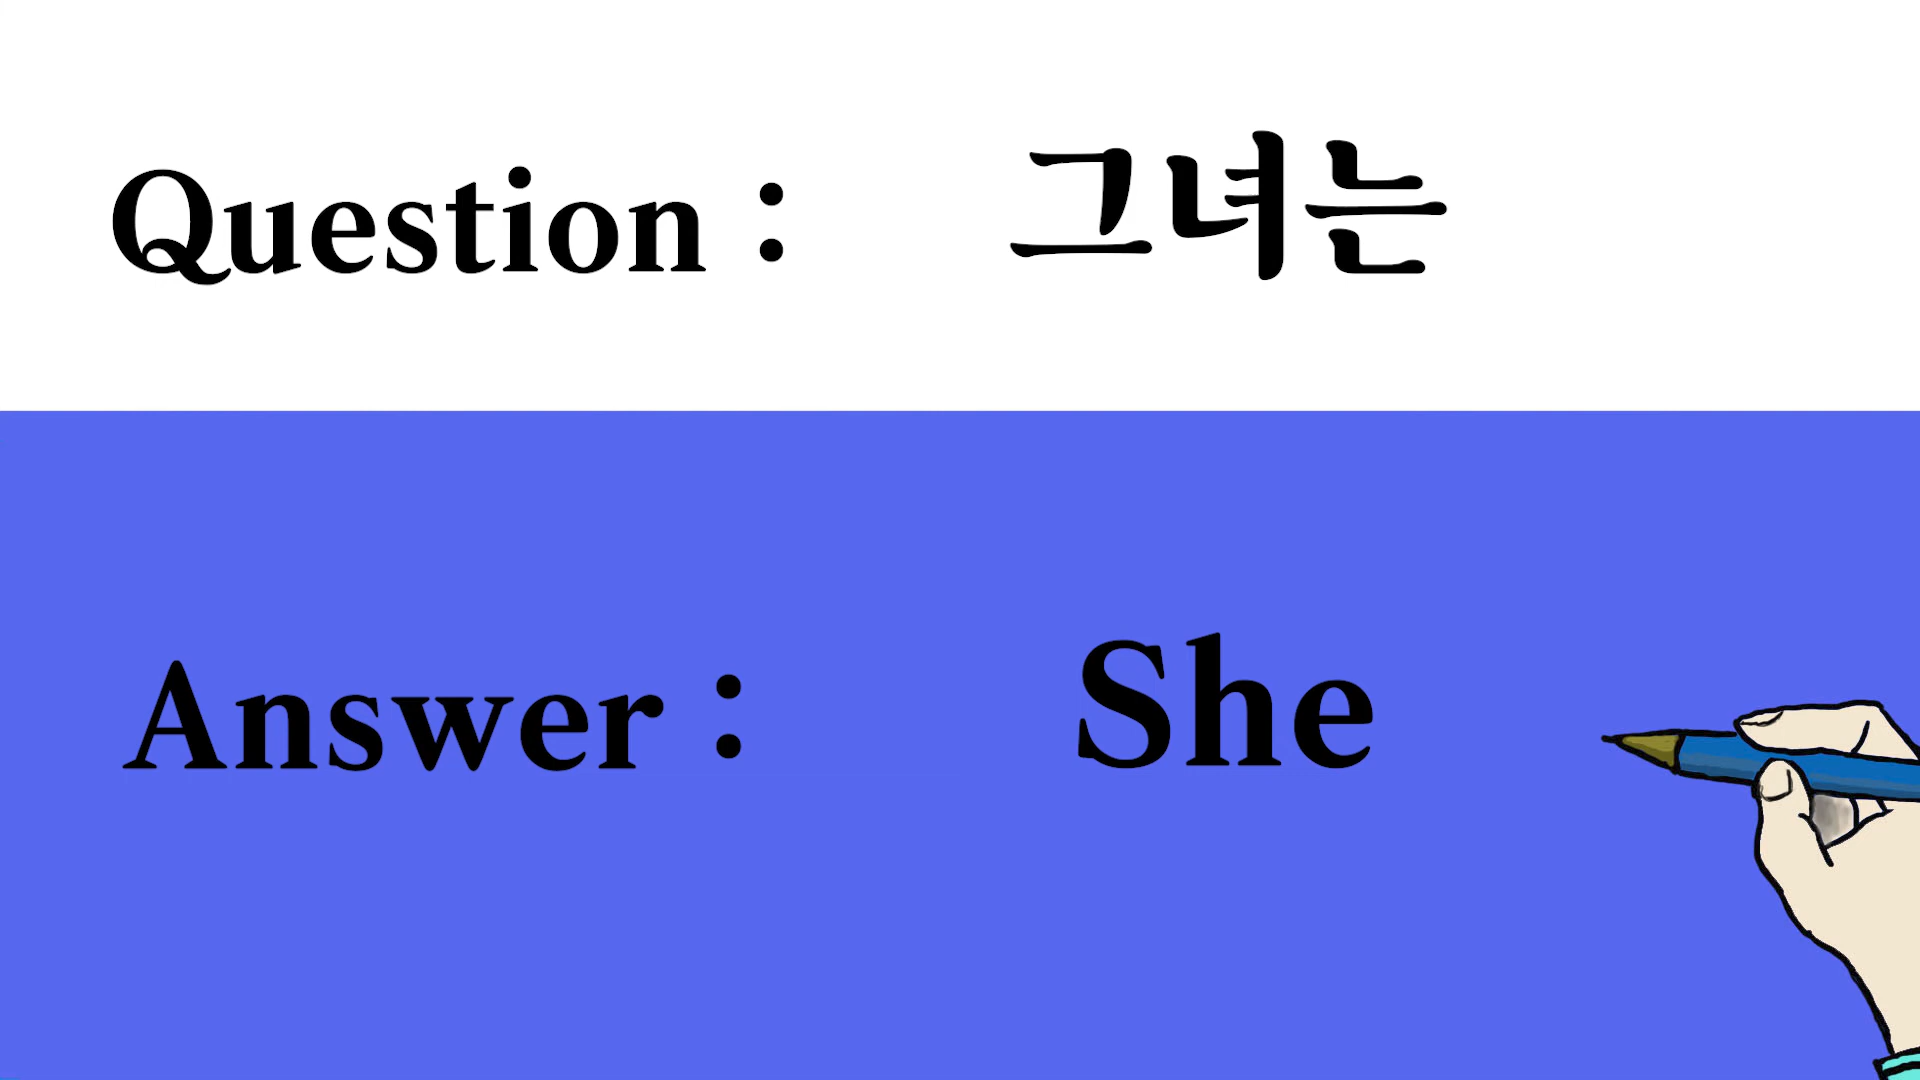 Question : 그녀는
Answer : She